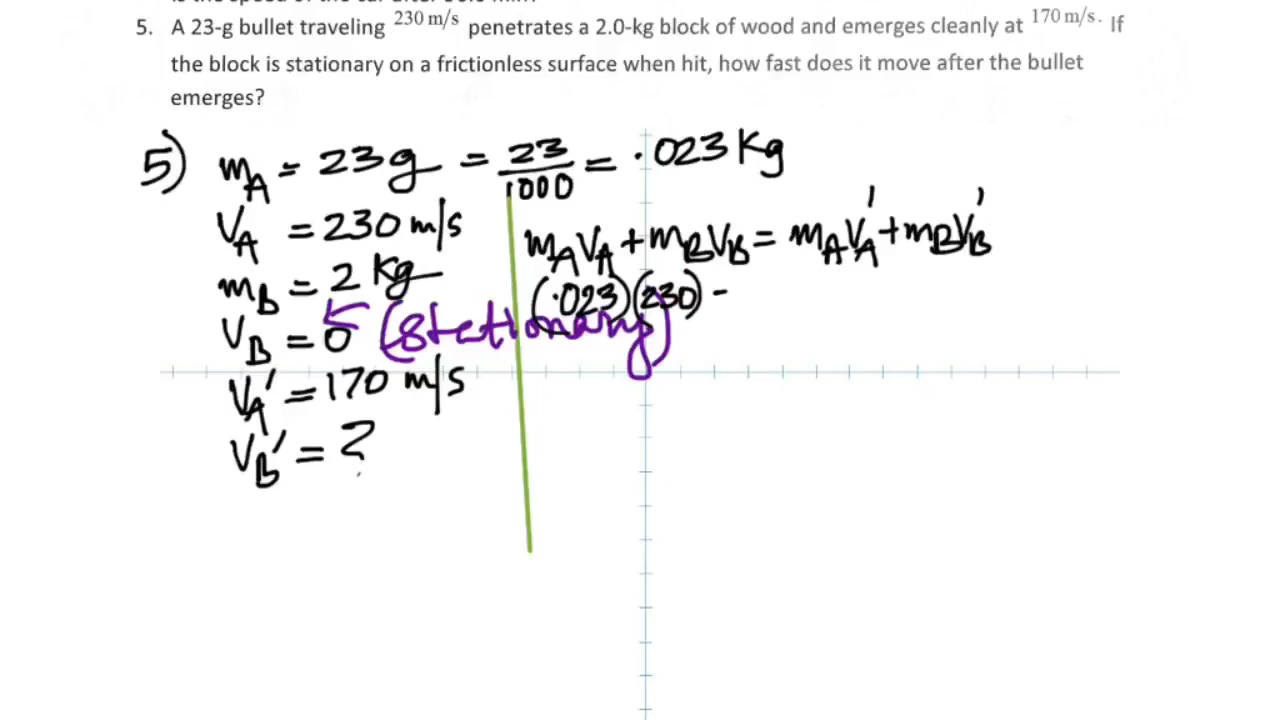 5. A 23-g bullet traveling 230 m/s penetrates a 2.0-kg block of wood and emerges cleanly at 170 m/s. If
the block is stationary on a frictionless surface when hit, how fast does it move after the bullet
emerges?
5) mA = 23g = 23/1000 = .023 Kg
VA = 230 m/s
mAVA + mBVB = mAVA' + mBVB'
mB = 2 Kg
(.023)(230) -
VB = 0 (stationary)
VA' = 170 m/s
VB' = ?